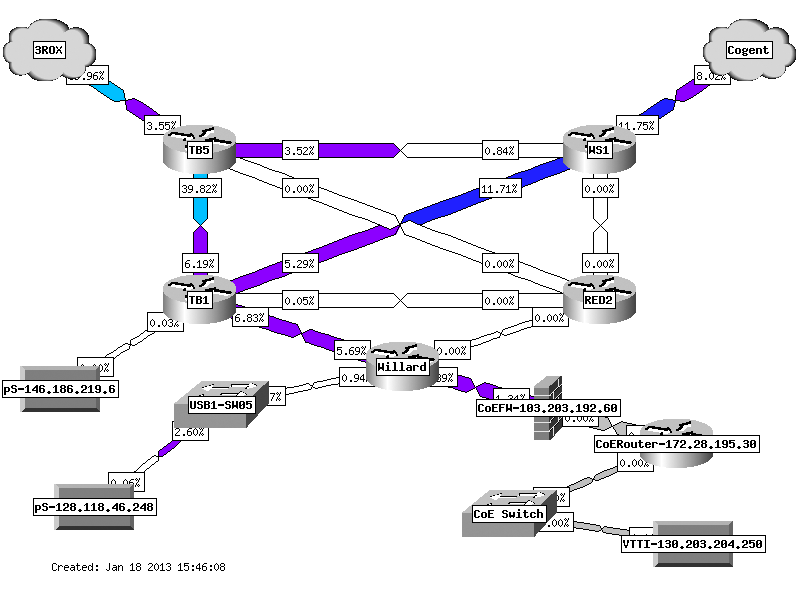 3ROX
Cogent
8.02%
3.55%
11.75%
TB5
WS1
3.52%
0.84%
39.82%
0.00%
11.71%
0.00%
6.19%
5.29%
0.00%
0.00%
TB1
0.05%
0.00%
RED2
0.03%
6.83%
0.00%
5.69%
0.00%
Willard
pS-146.186.219.6
0.94
USB1-SW05
CoEFW-103.203.192.60
2.60%
0.00%
CoERouter-172.28.195.30
0.00%
0.06%
pS-128.118.46.248
CoE Switch
VTTI-130.203.204.250
Created: Jan 18 2013 15:46:08